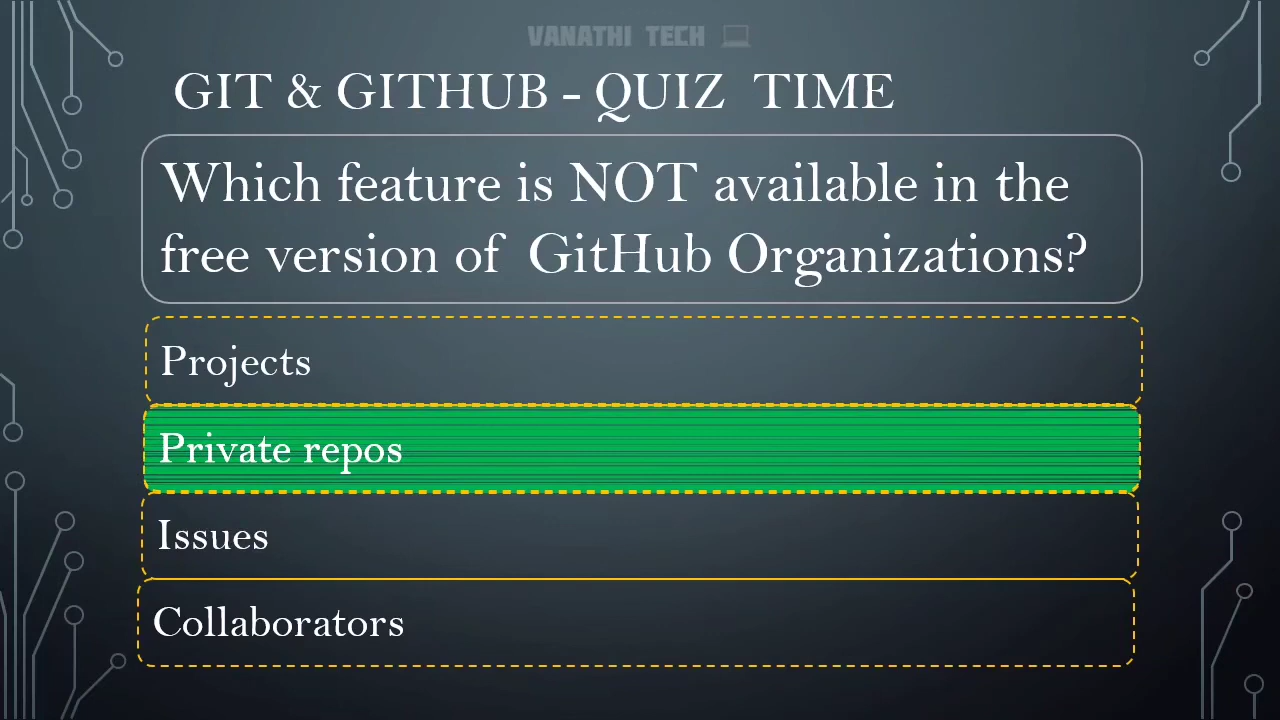 VANATHI TECH
GIT & GITHUB - QUIZ TIME
Which feature is NOT available in the
free version of GitHub Organizations?
Projects
Private repos
Issues
Collaborators